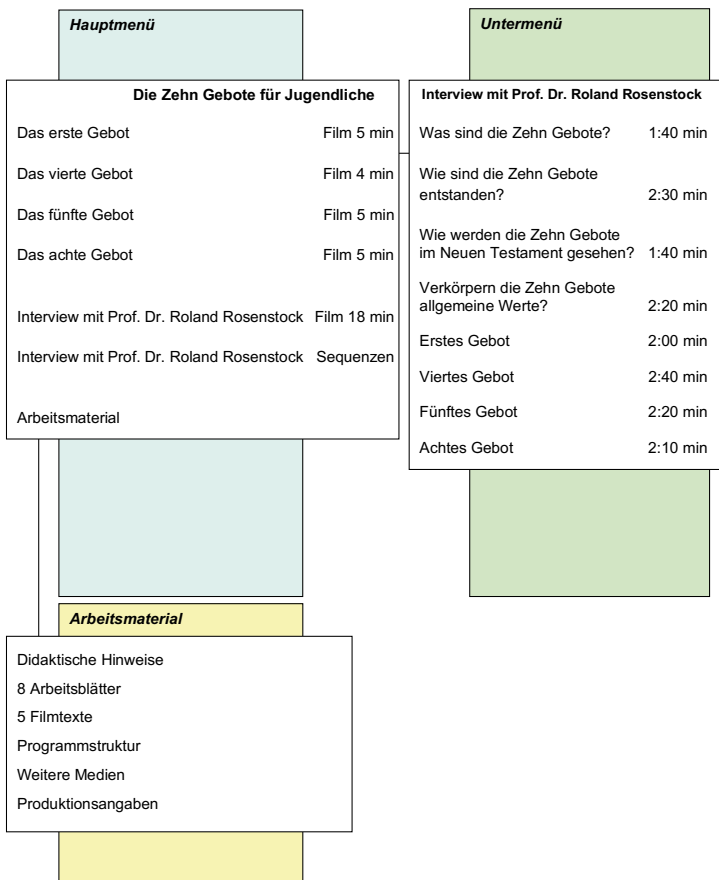 Hauptmenü
Die Zehn Gebote für Jugendliche
Das erste Gebot Film 5 min
Das vierte Gebot Film 4 min
Das fünfte Gebot Film 5 min
Das achte Gebot Film 5 min
Interview mit Prof. Dr. Roland Rosenstock Film 18 min
Interview mit Prof. Dr. Roland Rosenstock Sequenzen
Arbeitsmaterial
Untermenü
Interview mit Prof. Dr. Roland Rosenstock
Was sind die Zehn Gebote? 1:40 min
Wie sind die Zehn Gebote
entstanden? 2:30 min
Wie werden die Zehn Gebote
im Neuen Testament gesehen? 1:40 min
Verkörpern die Zehn Gebote
allgemeine Werte? 2:20 min
Erstes Gebot 2:00 min
Viertes Gebot 2:40 min
Fünftes Gebot 2:20 min
Achtes Gebot 2:10 min
Arbeitsmaterial
Didaktische Hinweise
8 Arbeitsblätter
5 Filmtexte
Programmstruktur
Weitere Medien
Produktionsangaben